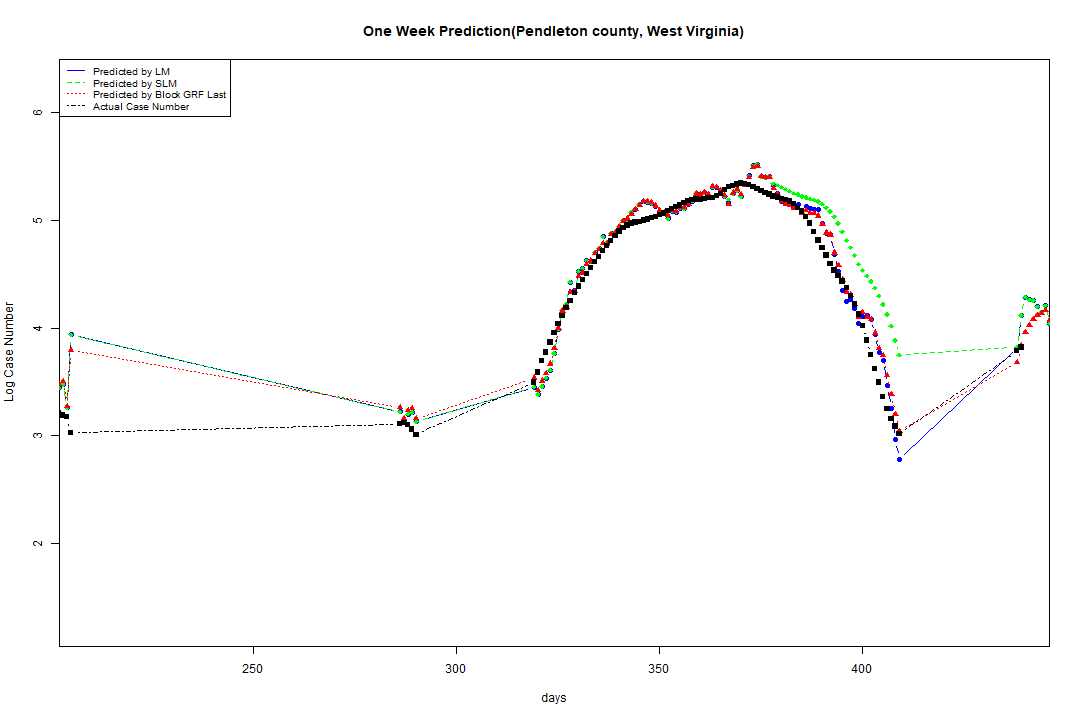 One Week Prediction(Pendleton county, West Virginia)
Predicted by LM
Predicted by SLM
Predicted by Block GRF Last
Actual Case Number
6
5
4
3
2
Log Case Number
250 300 350 400
days